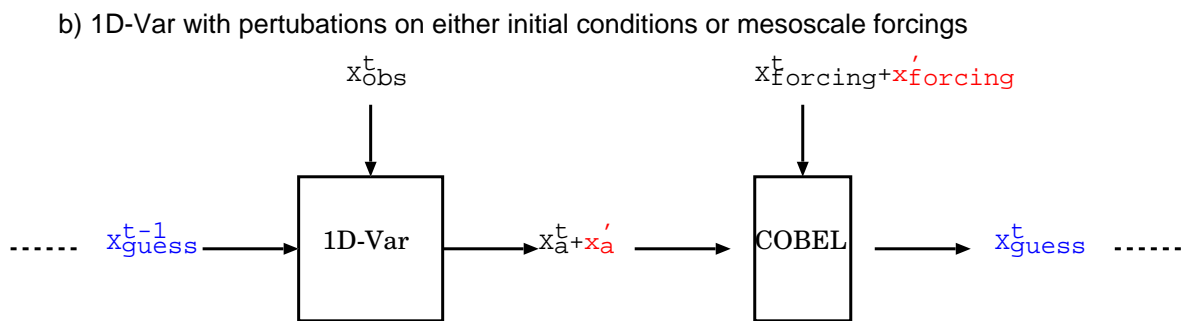 b) 1D-Var with pertubations on either initial conditions or mesoscale forcings
x^t_obs x^t_forcing+x'_forcing
x^t-1_guess 1D-Var x^t_a+x'_a COBEL x^t_guess